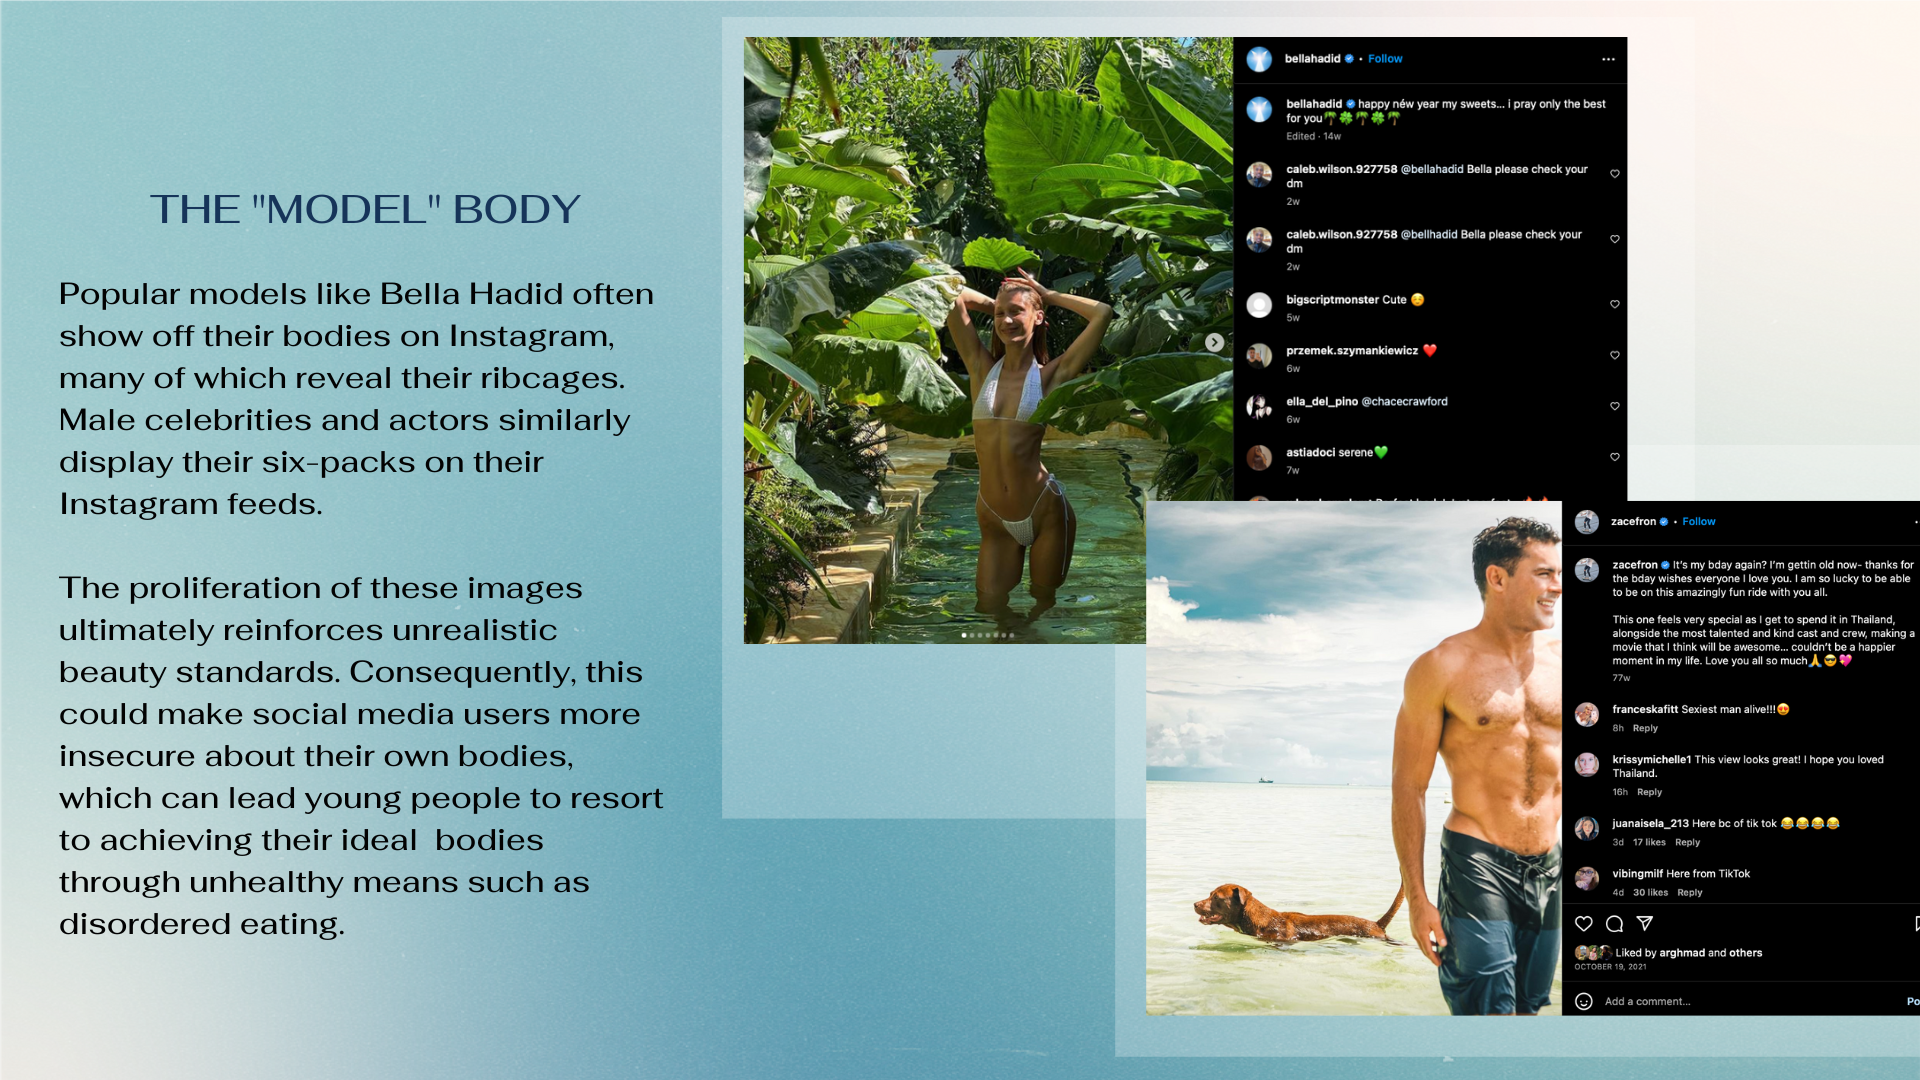 THE "MODEL" BODY
Popular models like Bella Hadid often
show off their bodies on Instagram,
many of which reveal their ribcages.
Male celebrities and actors similarly
display their six-packs on their
Instagram feeds.
The proliferation of these images
ultimately reinforces unrealistic
beauty standards. Consequently, this
could make social media users more
insecure about their own bodies,
which can lead young people to resort
to achieving their ideal  bodies
through unhealthy means such as
disordered eating.
bellahadid • Follow
bellahadid happy néw year my sweets... i pray only the best
for you🌴🍀🌴🍀🌴
Edited · 14w
caleb.wilson.927758 @bellahadid Bella please check your
dm
2w
caleb.wilson.927758 @bellhadid Bella please check your
dm
2w
bigscriptmonster Cute ☺️
5w
przemek.szymankiewicz ❤️
6w
ella_del_pino @chacecrawford
6w
astiadoci serene💚
7w
zacefron • Follow
zacefron It's my bday again? I'm gettin old now- thanks for
the bday wishes everyone I love you. I am so lucky to be able
to be on this amazingly fun ride with you all.
This one feels very special as I get to spend it in Thailand,
alongside the most talented and kind cast and crew, making a
movie that I think will be awesome... couldn't be a happier
moment in my life. Love you all so much🙏😎💖
77w
franceskafitt Sexiest man alive!!!😍
8h Reply
krissymichelle1 This view looks great! I hope you loved
Thailand.
16h Reply
juanaisela_213 Here bc of tik tok 😂😂😂😂
3d 17 likes Reply
vibingmilf Here from TikTok
4d 30 likes Reply
Liked by arghmad and others
OCTOBER 19, 2021
Add a comment...
Po